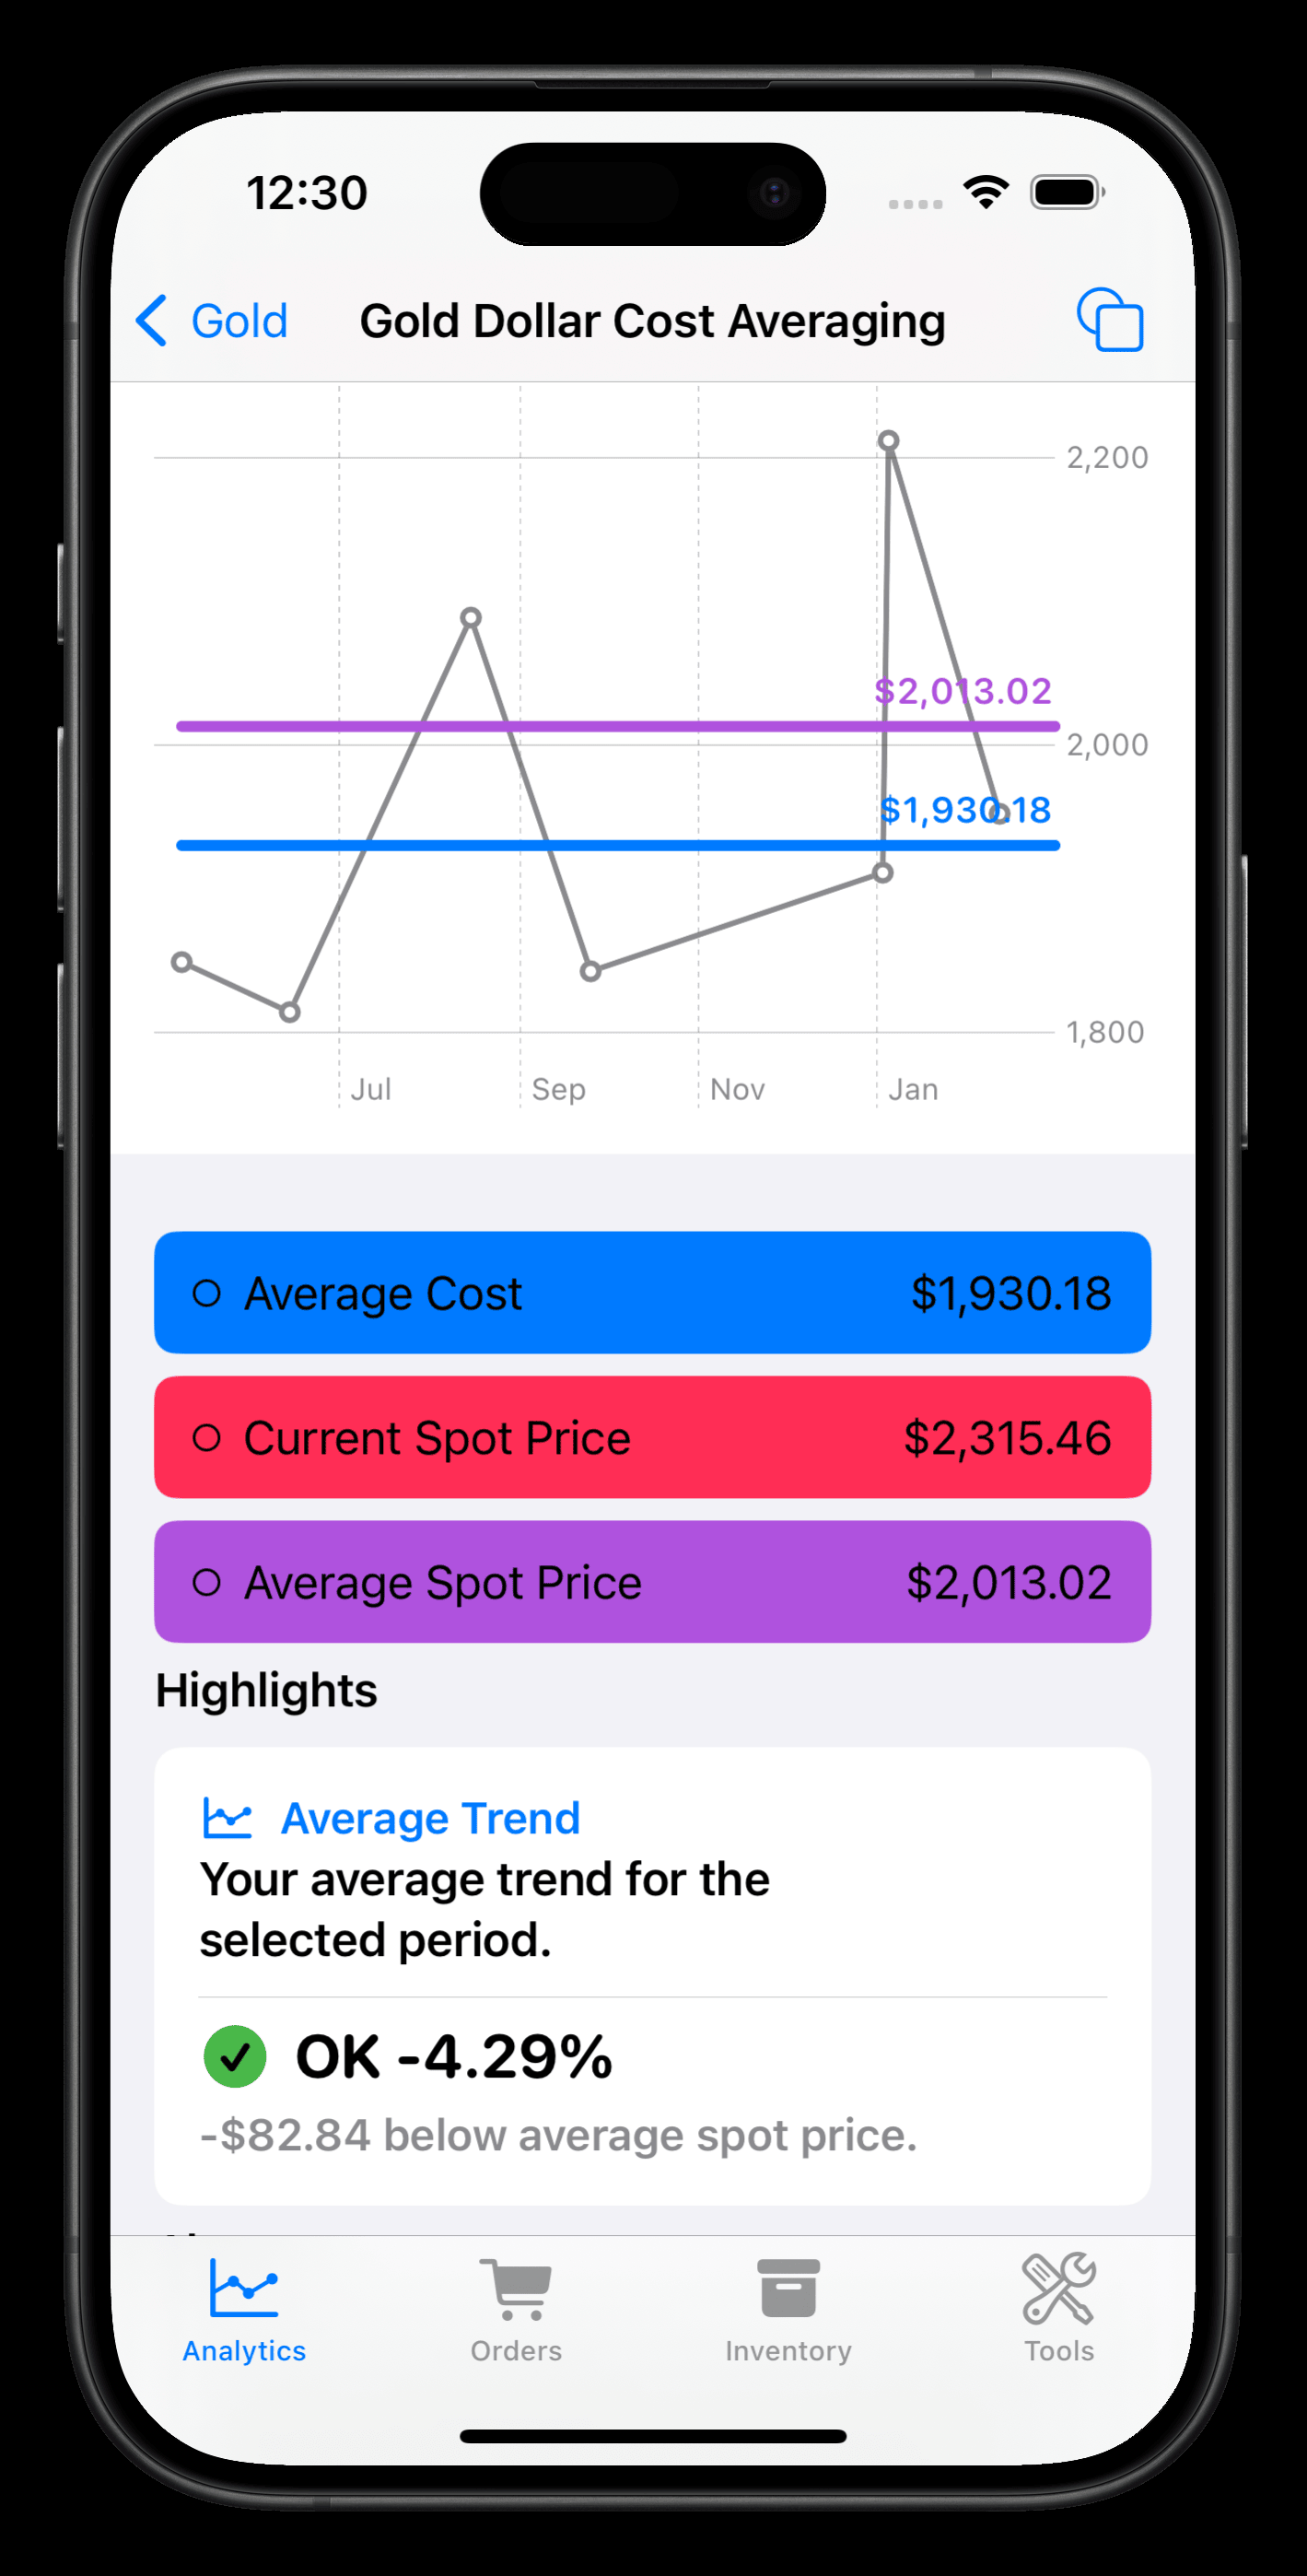 12:30
Gold
Gold Dollar Cost Averaging
2,200
$2,013.02
2,000
$1,930.18
1,800
Jul
Sep
Nov
Jan
Average Cost
$1,930.18
Current Spot Price
$2,315.46
Average Spot Price
$2,013.02
Highlights
Average Trend
Your average trend for the
selected period.
OK -4.29%
-$82.84 below average spot price.
Analytics
Orders
Inventory
Tools